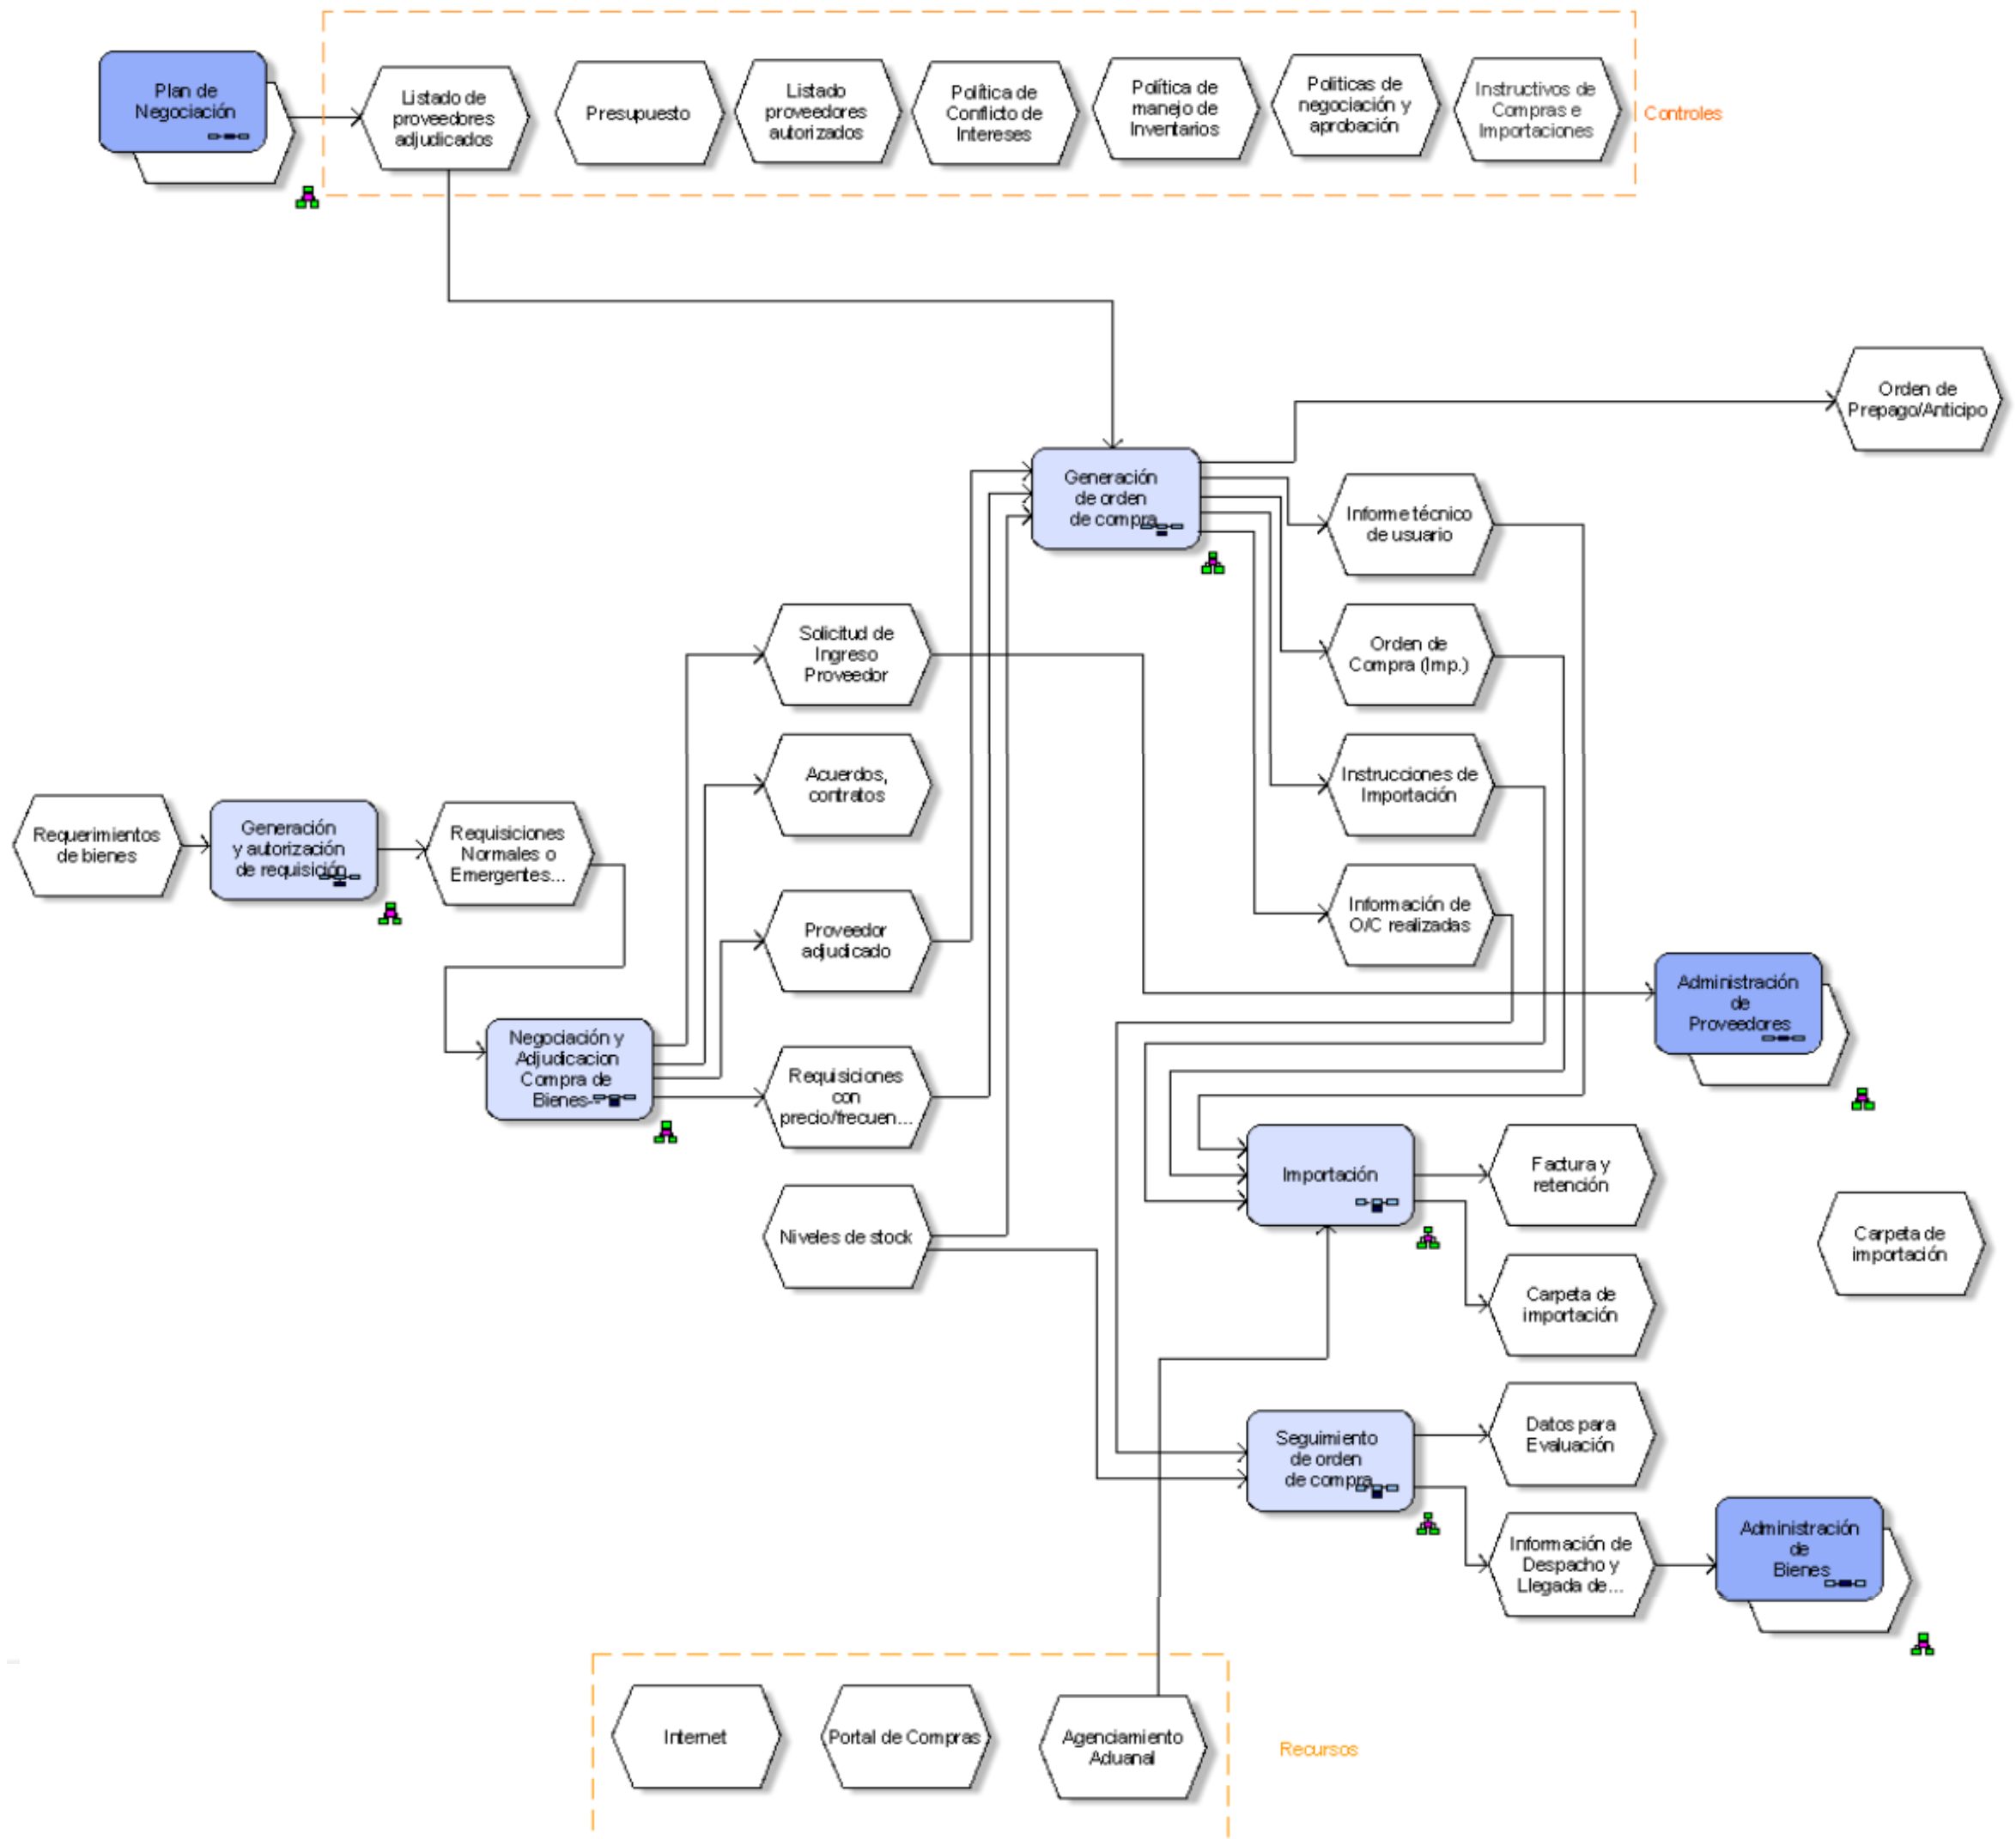 Plan de
Negociación
Listado de
proveedores
adjudicados
Presupuesto
Listado
proveedores
autorizados
Política de
Conflicto de
Intereses
Política de
manejo de
Inventarios
Politicas de
negociación y
aprobación
Instructivos de
Compras e
Importaciones
Controles
Orden de
Prepago/Anticipo
Generación
de orden
de compra
Informe técnico
de usuario
Solicitud de
Ingreso
Proveedor
Orden de
Compra (Imp.)
Acuerdos,
contratos
Instrucciones de
Importación
Requerimientos
de bienes
Generación
y autorización
de requisición
Requisiciones
Normales o
Emergentes...
Proveedor
adjudicado
Información de
O/C realizadas
Administración
de
Proveedores
Negociación y
Adjudicacion
Compra de
Bienes
Requisiciones
con
precio/frecuen...
Importación
Factura y
retención
Niveles de stock
Carpeta de
importación
Carpeta de
importación
Seguimiento
de orden
de compra
Datos para
Evaluación
Información de
Despacho y
Llegada de...
Administración
de
Bienes
Internet
Portal de Compras
Agenciamiento
Aduanal
Recursos